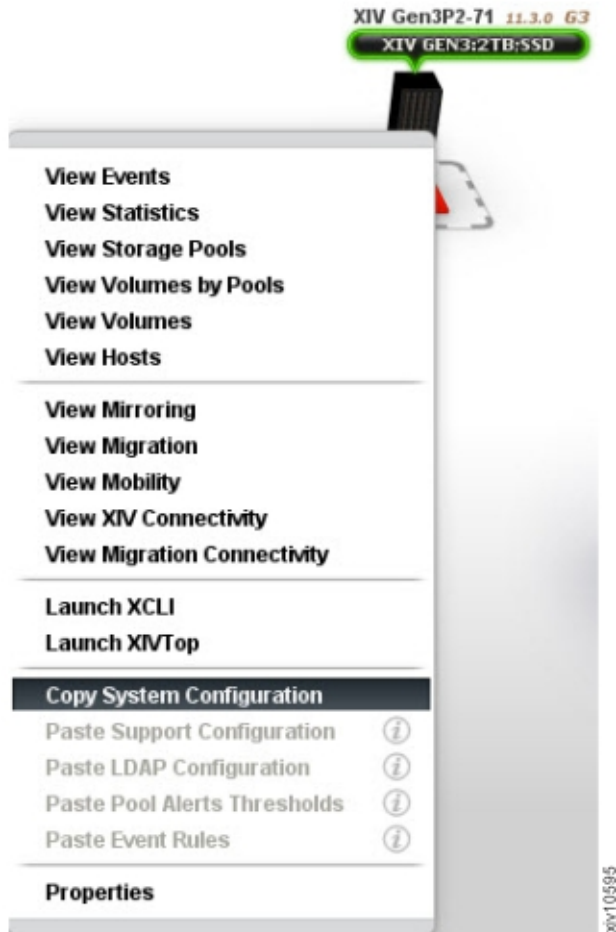 XIV Gen3P2-71 11.3.0 G3
XIV GEN3:2TB:SSD
View Events
View Statistics
View Storage Pools
View Volumes by Pools
View Volumes
View Hosts
View Mirroring
View Migration
View Mobility
View XIV Connectivity
View Migration Connectivity
Launch XCLI
Launch XIVTop
Copy System Configuration
Paste Support Configuration
Paste LDAP Configuration
Paste Pool Alerts Thresholds
Paste Event Rules
Properties
xiv10595